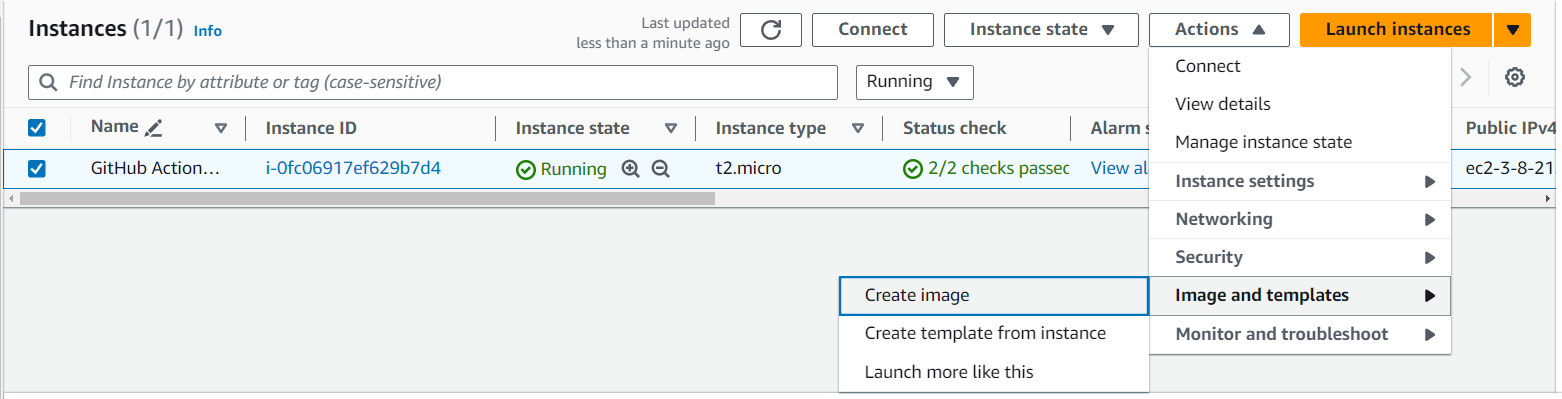 Instances (1/1) Info
Last updated
less than a minute ago
Connect
Instance state
Actions
Launch instances
Find Instance by attribute or tag (case-sensitive)
Running
Connect
View details
Manage instance state
Instance settings
Networking
Security
Image and templates
Monitor and troubleshoot
Name
Instance ID
Instance state
Instance type
Status check
Alarm s
Public IPv4
GitHub Action...
i-0fc06917ef629b7d4
Running
t2.micro
2/2 checks passed
View al
ec2-3-8-21
Create image
Create template from instance
Launch more like this